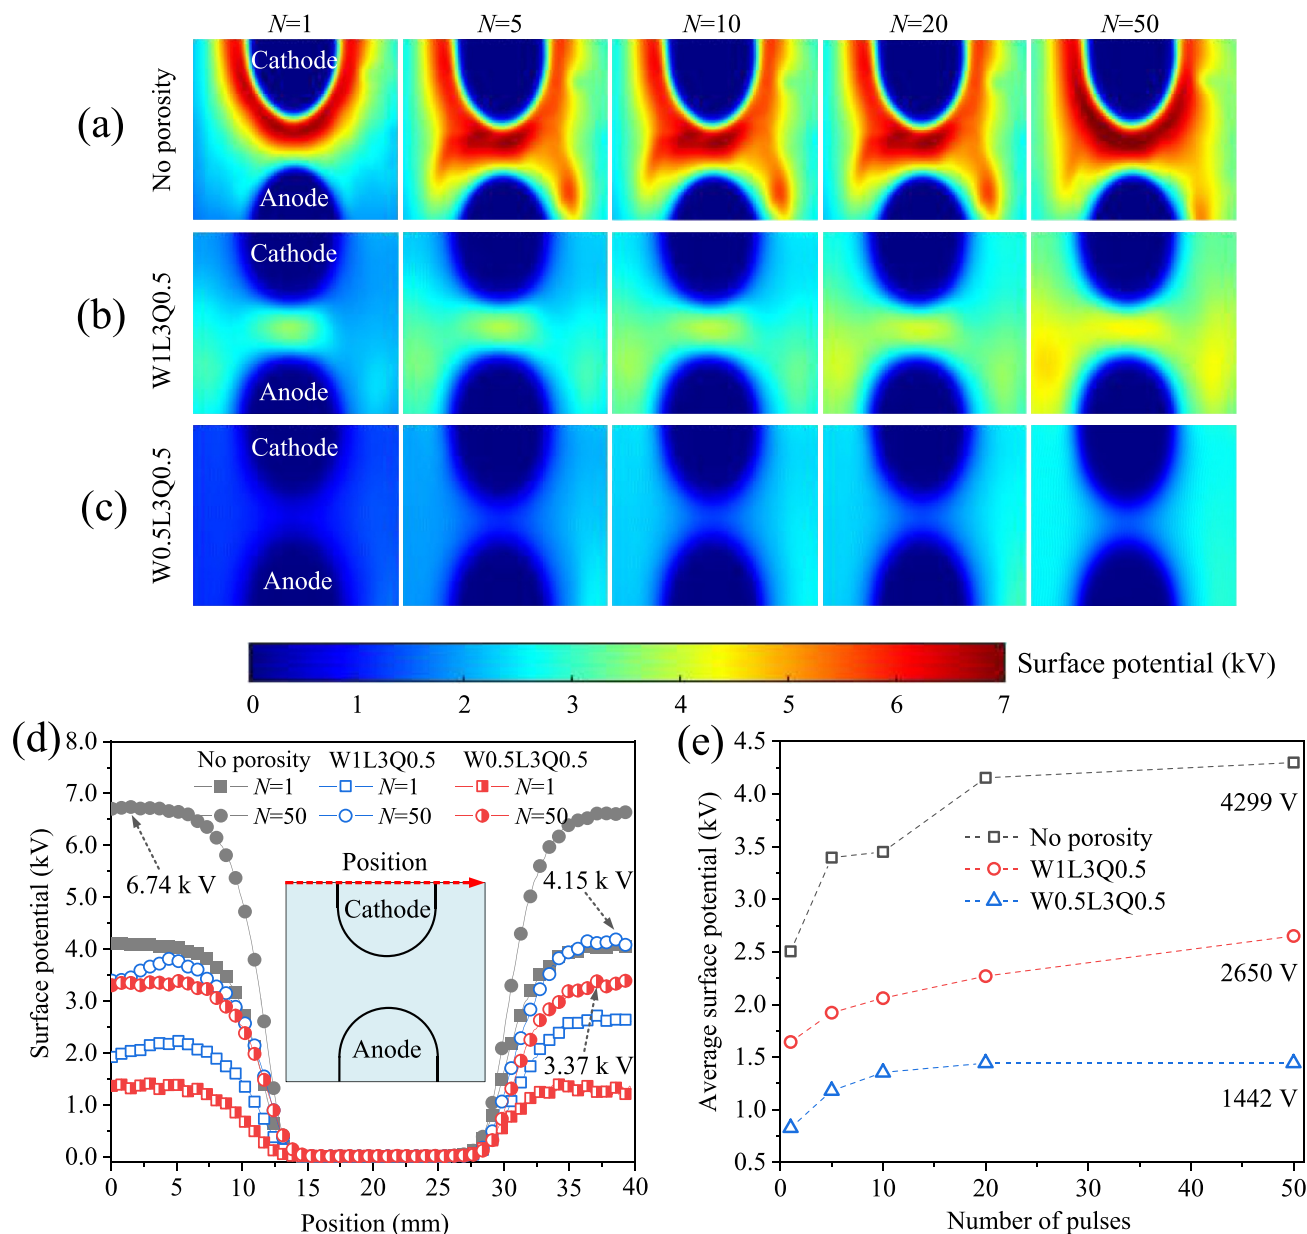 N=1 N=5 N=10 N=20 N=50
(a) No porosity
Cathode
Anode
(b) W1L3Q0.5
Cathode
Anode
(c) W0.5L3Q0.5
Cathode
Anode
Surface potential (kV)
0 1 2 3 4 5 6 7
(d)
Surface potential (kV)
8.0
7.0
6.0
5.0
4.0
3.0
2.0
1.0
0.0
No porosity W1L3Q0.5 W0.5L3Q0.5
N=1 N=1 N=1
N=50 N=50 N=50
Position
6.74 k V
4.15 k V
Cathode
Anode
3.37 k V
0 5 10 15 20 25 30 35 40
Position (mm)
(e)
Average surface potential (kV)
4.5
4.0
3.5
3.0
2.5
2.0
1.5
1.0
0.5
4299 V
No porosity
W1L3Q0.5
W0.5L3Q0.5
2650 V
1442 V
0 10 20 30 40 50
Number of pulses